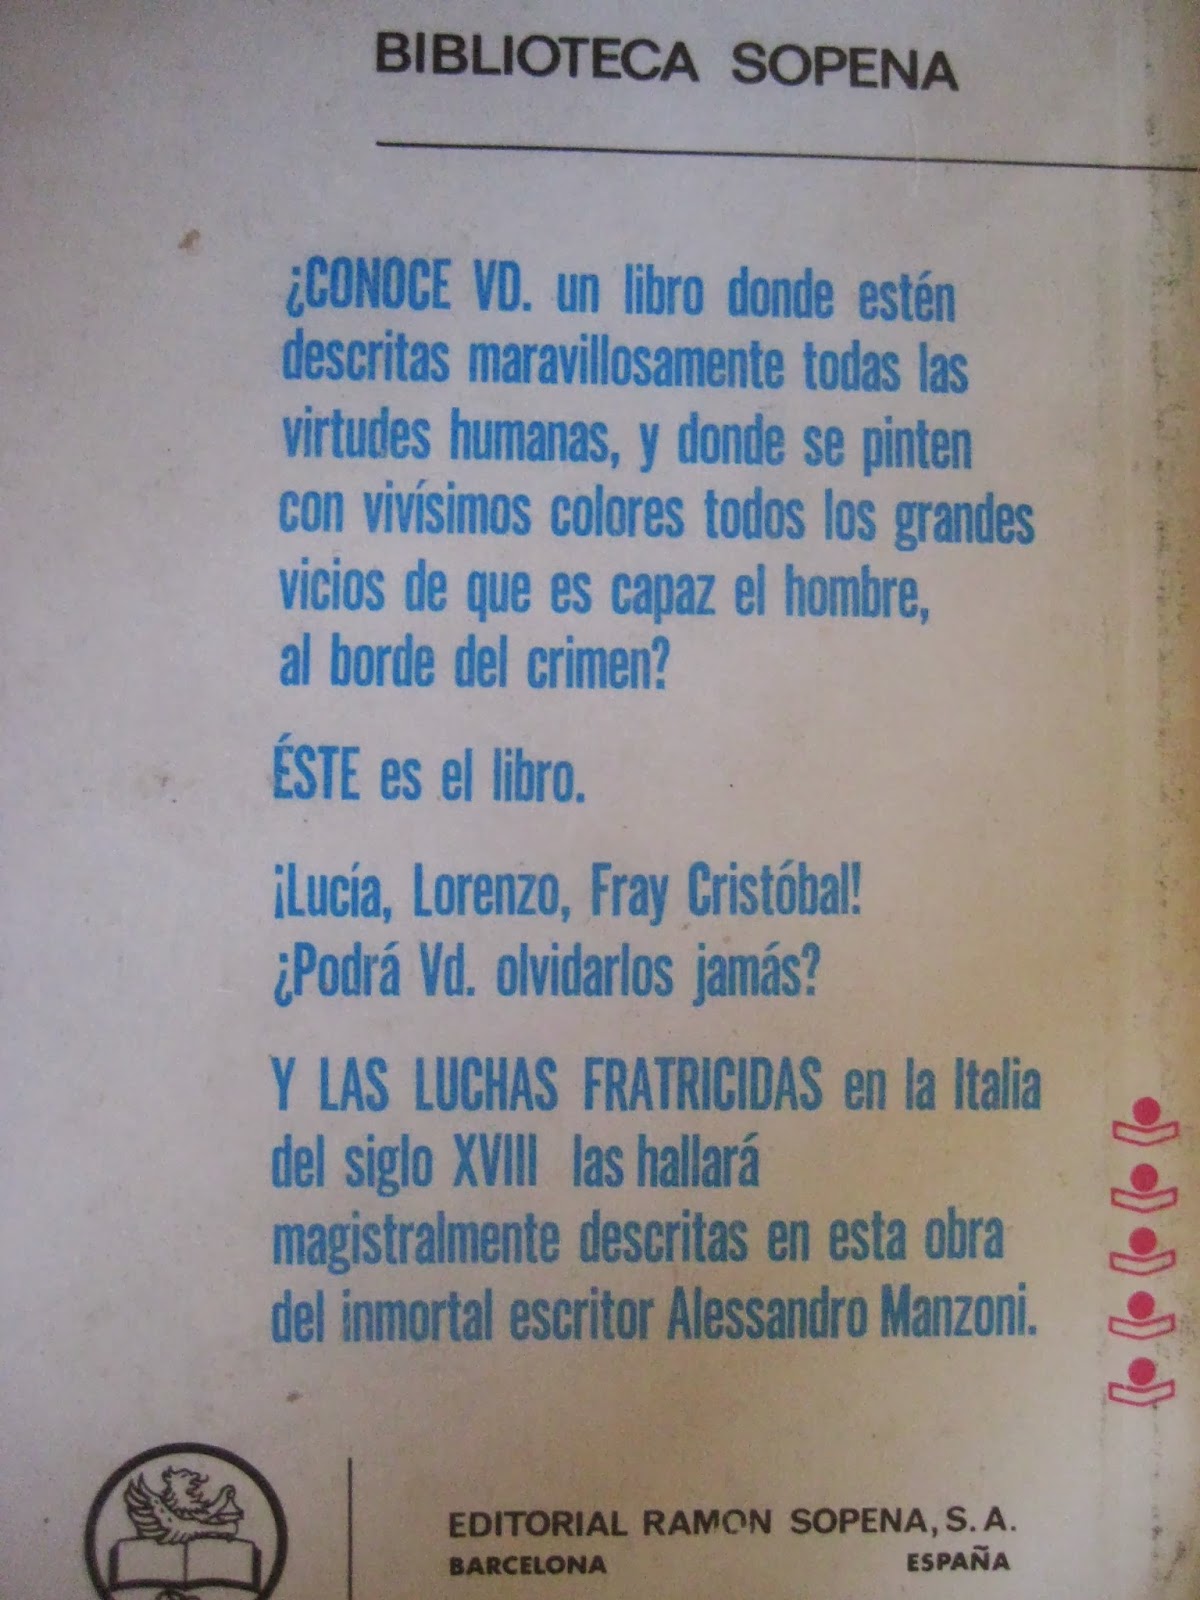 BIBLIOTECA SOPENA
¿CONOCE VD. un libro donde estén
descritas maravillosamente todas las
virtudes humanas, y donde se pinten
con vivísimos colores todos los grandes
vicios de que es capaz el hombre,
al borde del crimen?
ÉSTE es el libro.
¡Lucía, Lorenzo, Fray Cristóbal!
¿Podrá Vd. olvidarlos jamás?
Y LAS LUCHAS FRATRICIDAS en la Italia
del siglo XVIII las hallará
magistralmente descritas en esta obra
del inmortal escritor Alessandro Manzoni.
EDITORIAL RAMON SOPENA, S. A.
BARCELONA ESPAÑA